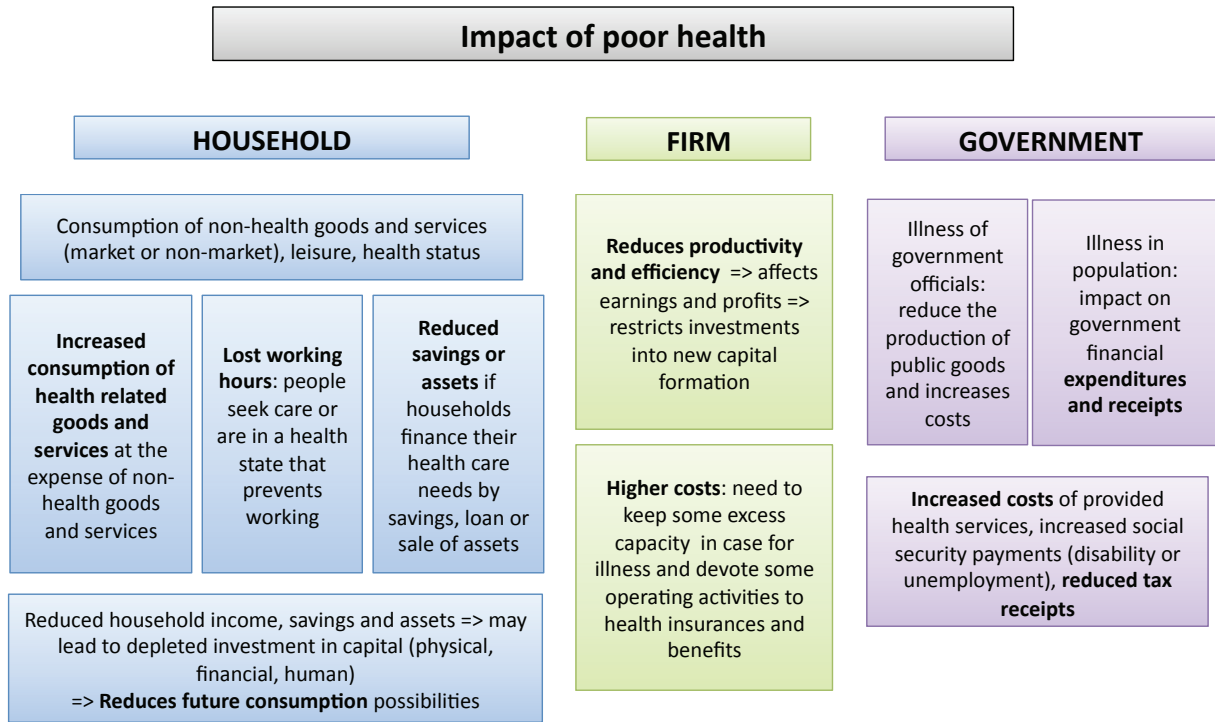 Impact of poor health
HOUSEHOLD
Consumption of non-health goods and services
(market or non-market), leisure, health status
Increased
consumption of
health related
goods and
services at the
expense of non-
health goods
and services
Lost working
hours: people
seek care or
are in a health
state that
prevents
working
Reduced
savings or
assets if
households
finance their
health care
needs by
savings, loan or
sale of assets
Reduced household income, savings and assets => may
lead to depleted investment in capital (physical,
financial, human)
=> Reduces future consumption possibilities
FIRM
Reduces productivity
and efficiency => affects
earnings and profits =>
restricts investments
into new capital
formation
Higher costs: need to
keep some excess
capacity in case for
illness and devote some
operating activities to
health insurances and
benefits
GOVERNMENT
Illness of
government
officials:
reduce the
production of
public goods
and increases
costs
Illness in
population:
impact on
government
financial
expenditures
and receipts
Increased costs of provided
health services, increased social
security payments (disability or
unemployment), reduced tax
receipts